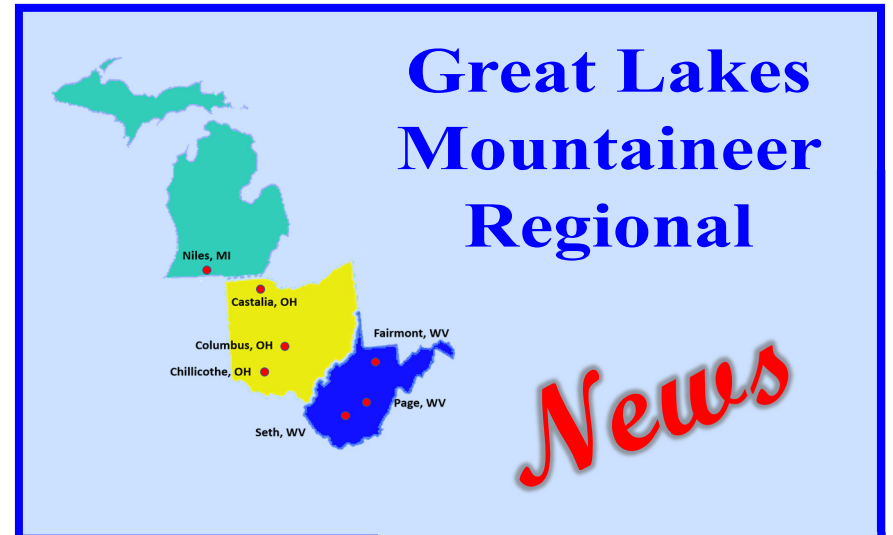 Great Lakes
Mountaineer
Regional
News
Niles, MI
Castalia, OH
Columbus, OH
Chillicothe, OH
Fairmont, WV
Page, WV
Seth, WV